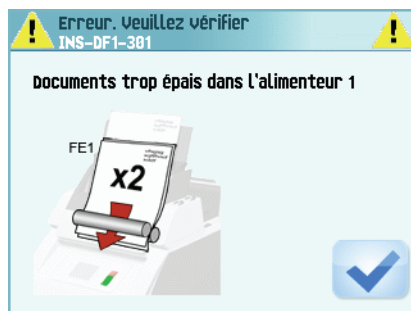 Erreur. Veuillez vérifier
INS-DF1-301
Documents trop épais dans l'alimenteur 1
FE1
x2